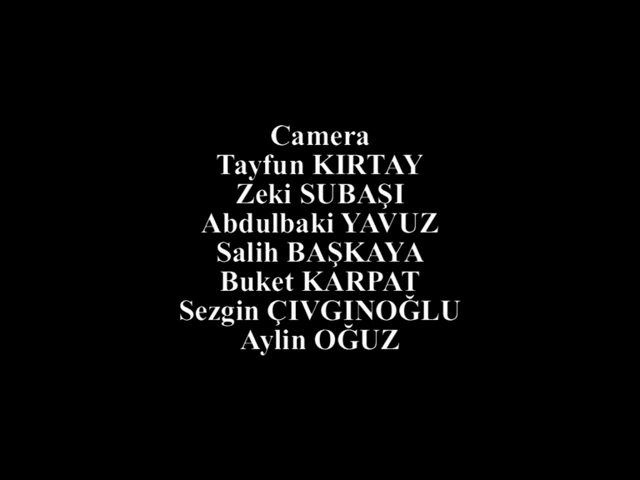 Camera
Tayfun KIRTAY
Zeki SUBAŞI
Abdulbaki YAVUZ
Salih BAŞKAYA
Buket KARPAT
Sezgin ÇIVGINOĞLU
Aylin OĞUZ